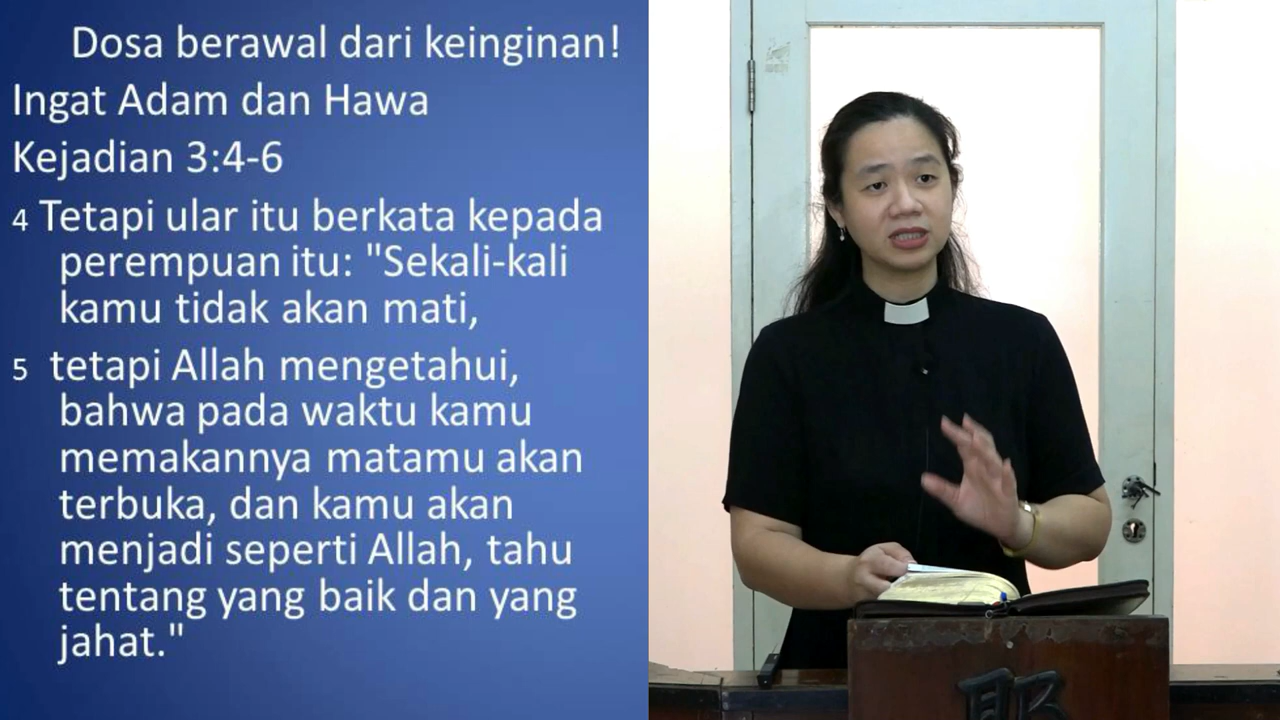 Dosa berawal dari keinginan!
Ingat Adam dan Hawa
Kejadian 3:4-6
4 Tetapi ular itu berkata kepada
perempuan itu: "Sekali-kali
kamu tidak akan mati,
5 tetapi Allah mengetahui,
bahwa pada waktu kamu
memakannya matamu akan
terbuka, dan kamu akan
menjadi seperti Allah, tahu
tentang yang baik dan yang
jahat."